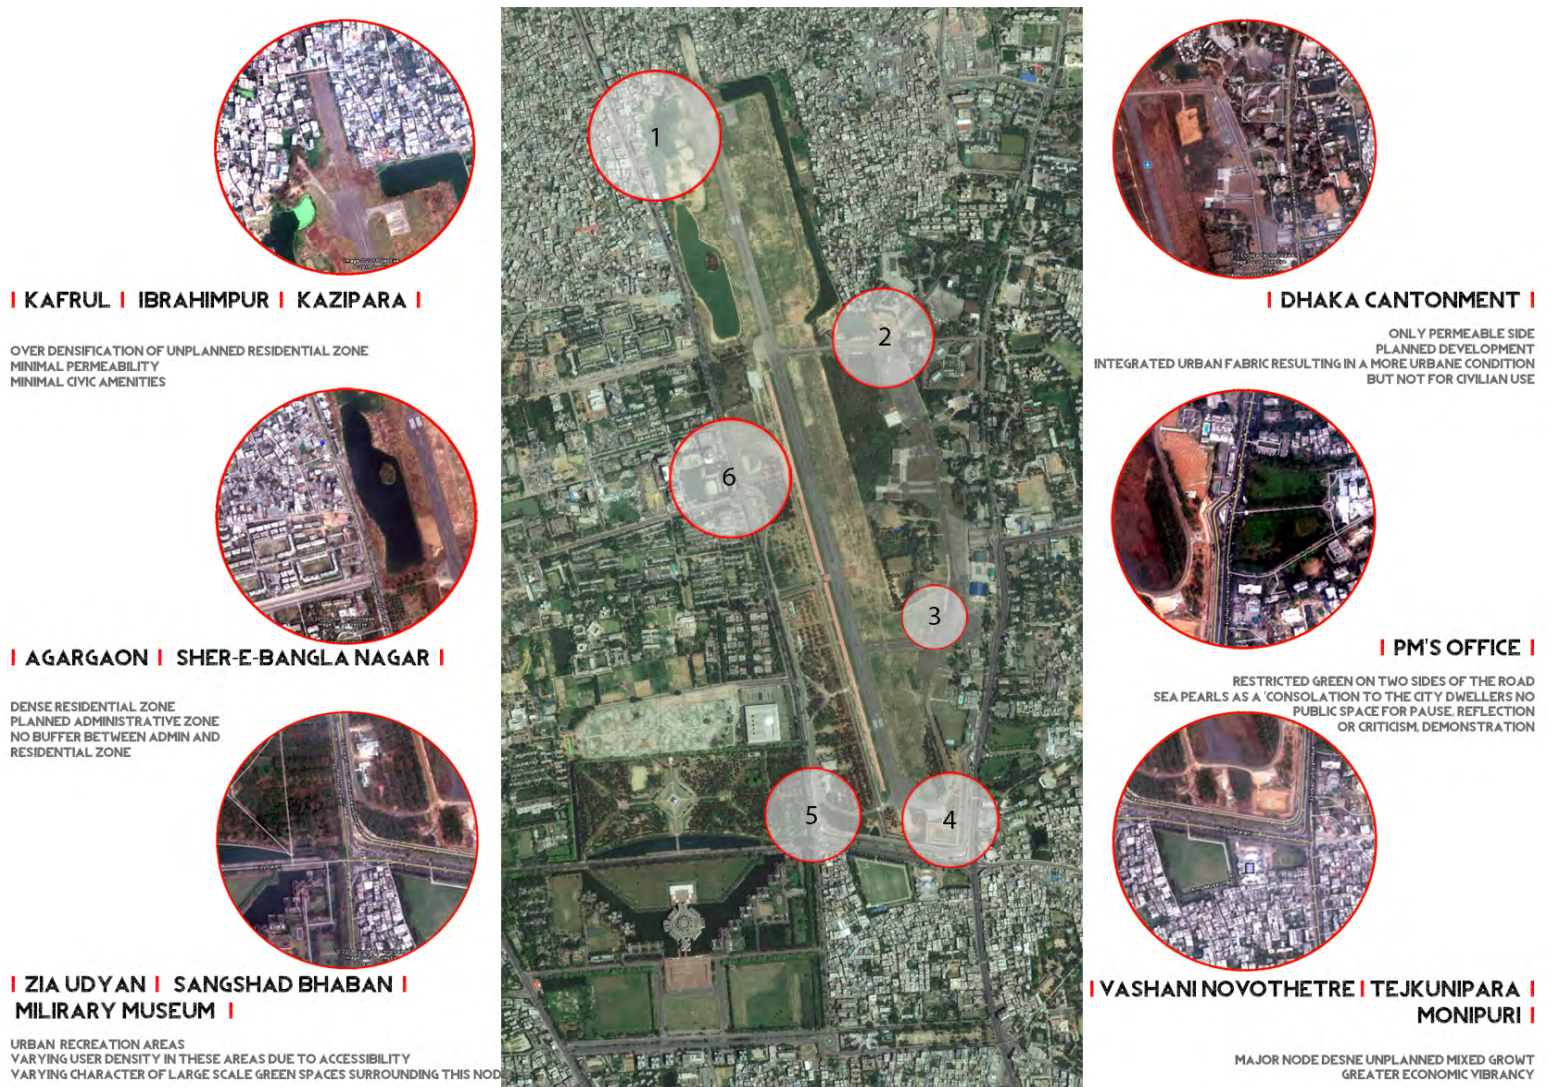 | KAFRUL | IBRAHIMPUR | KAZIPARA |
OVER DENSIFICATION OF UNPLANNED RESIDENTIAL ZONE
MINIMAL PERMEABILITY
MINIMAL CIVIC AMENITIES
| AGARGAON | SHER-E-BANGLA NAGAR |
DENSE RESIDENTIAL ZONE
PLANNED ADMINISTRATIVE ZONE
NO BUFFER BETWEEN ADMIN AND
RESIDENTIAL ZONE
| ZIA UDYAN | SANGSHAD BHABAN |
MILIRARY MUSEUM |
URBAN RECREATION AREAS
VARYING USER DENSITY IN THESE AREAS DUE TO ACCESSIBILITY
VARYING CHARACTER OF LARGE SCALE GREEN SPACES SURROUNDING THIS NOD
1
2
6
3
5
4
| DHAKA CANTONMENT |
ONLY PERMEABLE SIDE
PLANNED DEVELOPMENT
INTEGRATED URBAN FABRIC RESULTING IN A MORE URBANE CONDITION
BUT NOT FOR CIVILIAN USE
| PM'S OFFICE |
RESTRICTED GREEN ON TWO SIDES OF THE ROAD
SEA PEARLS AS A 'CONSOLATION TO THE CITY DWELLERS NO
PUBLIC SPACE FOR PAUSE, REFLECTION
OR CRITICISM, DEMONSTRATION
| VASHANI NOVOTHETRE | TEJKUNIPARA |
MONIPURI |
MAJOR NODE DESNE UNPLANNED MIXED GROWT
GREATER ECONOMIC VIBRANCY